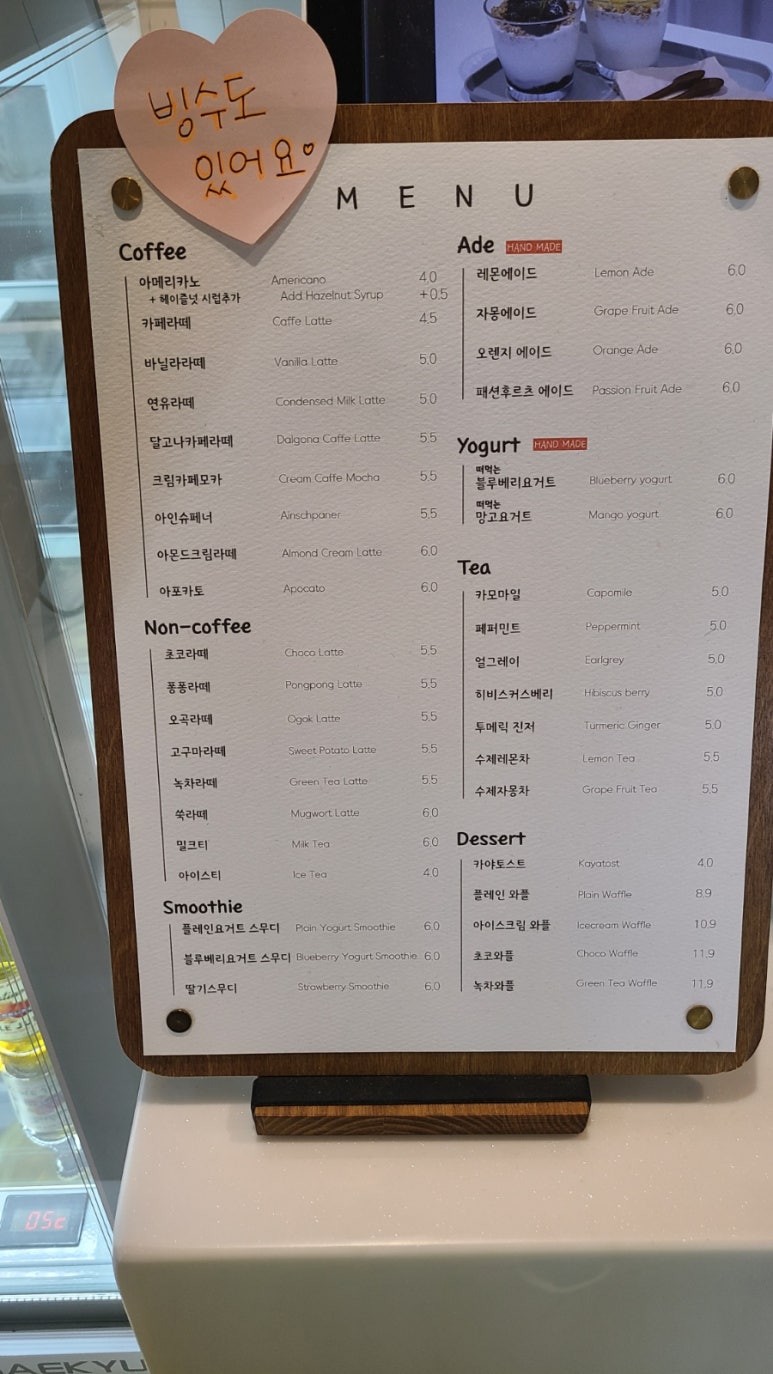 빙수도
있어요♡
MENU
Coffee
아메리카노 Americano 4.0
+ 헤이즐넛 시럽추가 Add Hazelnut Syrup +0.5
카페라떼 Caffe Latte 4.5
바닐라라떼 Vanilla Latte 5.0
연유라떼 Condensed Milk Latte 5.0
달고나카페라떼 Dalgona Caffe Latte 5.5
크림카페모카 Cream Caffe Mocha 5.5
아인슈페너 Ainschpaner 5.5
아몬드크림라떼 Almond Cream Latte 6.0
아포카토 Apocato 6.0
Non-coffee
초코라떼 Choco Latte 5.5
퐁퐁라떼 Pongpong Latte 5.5
오곡라떼 Ogok Latte 5.5
고구마라떼 Sweet Potato Latte 5.5
녹차라떼 Green Tea Latte 5.5
쑥라떼 Mugwort Latte 6.0
밀크티 Milk Tea 6.0
아이스티 Ice Tea 4.0
Smoothie
플레인요거트 스무디 Plain Yogurt Smoothie 6.0
블루베리요거트 스무디 Blueberry Yogurt Smoothie 6.0
딸기스무디 Strawberry Smoothie 6.0
Ade HAND MADE
레몬에이드 Lemon Ade 6.0
자몽에이드 Grape Fruit Ade 6.0
오렌지 에이드 Orange Ade 6.0
패션후르츠 에이드 Passion Fruit Ade 6.0
Yogurt HAND MADE
떠먹는
블루베리요거트 Blueberry yogurt 6.0
떠먹는
망고요거트 Mango yogurt 6.0
Tea
카모마일 Capomile 5.0
페퍼민트 Peppermint 5.0
얼그레이 Earlgrey 5.0
히비스커스베리 Hibiscus berry 5.0
투메릭 진저 Turmeric Ginger 5.0
수제레몬차 Lemon Tea 5.5
수제자몽차 Grape Fruit Tea 5.5
Dessert
카야토스트 Kayatost 4.0
플레인 와플 Plain Waffle 8.9
아이스크림 와플 Icecream Waffle 10.9
초코와플 Choco Waffle 11.9
녹차와플 Green Tea Waffle 11.9
05c
AEKYU